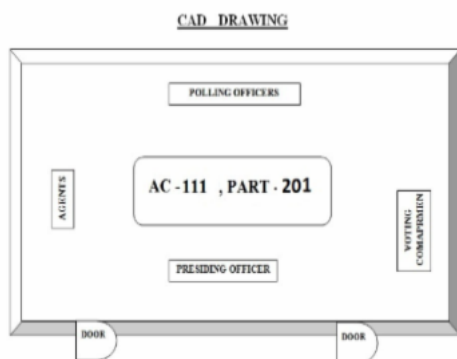 CAD DRAWING
POLLING OFFICERS
AGENTS
AC -111 , PART - 201
VOTING
COMAPRMEN
PRESIDING OFFICER
DOOR
DOOR